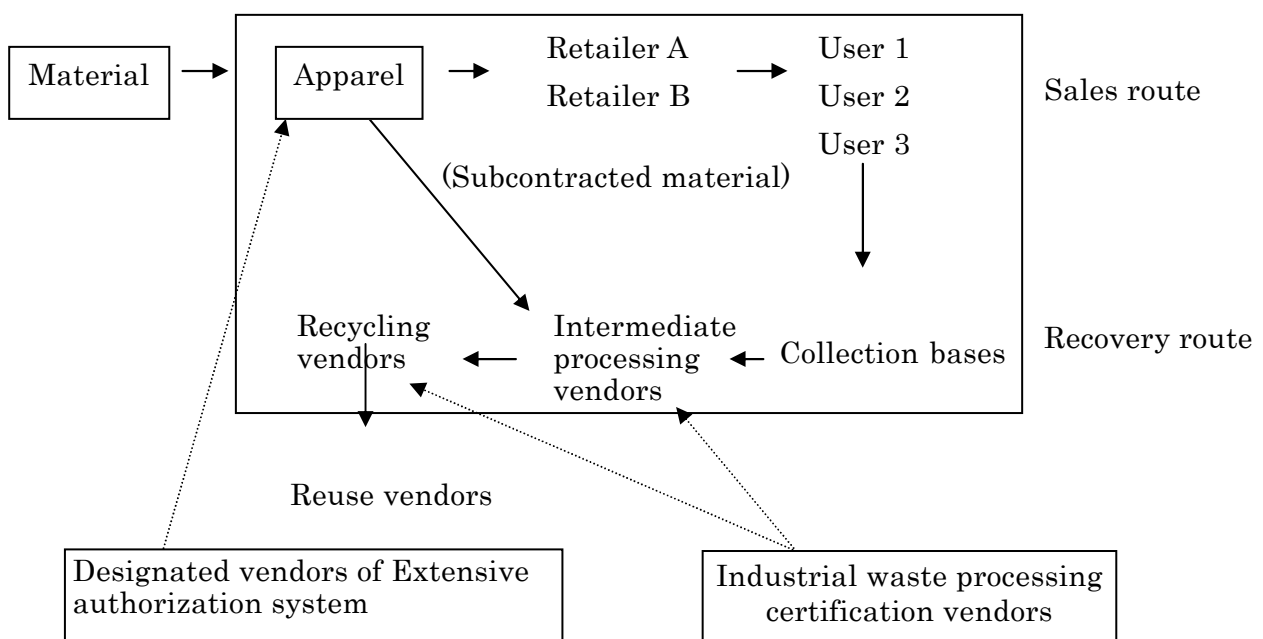 Material
Apparel
Retailer A
Retailer B
User 1
User 2
User 3
Sales route
(Subcontracted material)
Recycling
vendors
Intermediate
processing
vendors
Collection bases
Recovery route
Reuse vendors
Designated vendors of Extensive
authorization system
Industrial waste processing
certification vendors